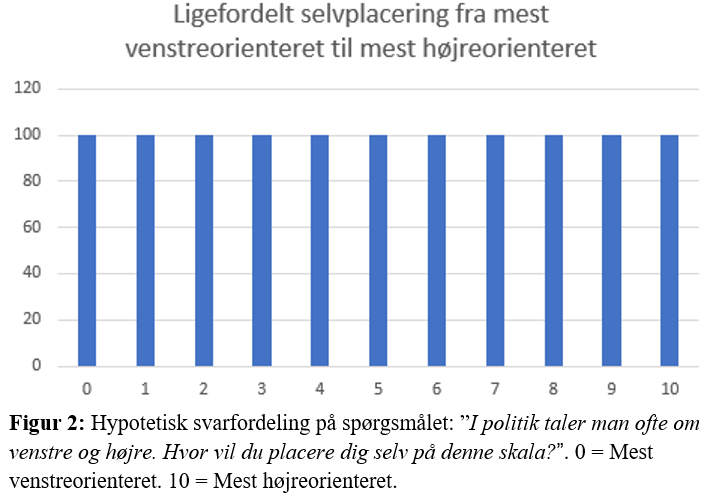 Ligefordelt selvplacering fra mest
venstreorienteret til mest højreorienteret
120
100
80
60
40
20
0
0 1 2 3 4 5 6 7 8 9 10
Figur 2: Hypotetisk svarfordeling på spørgsmålet: ”I politik taler man ofte om
venstre og højre. Hvor vil du placere dig selv på denne skala?”. 0 = Mest
venstreorienteret. 10 = Mest højreorienteret.